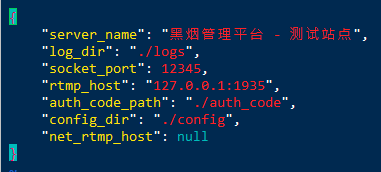 {
"server_name": "黑烟管理平台 - 测试站点",
"log_dir": "./logs",
"socket_port": 12345,
"rtmp_host": "127.0.0.1:1935",
"auth_code_path": "./auth_code",
"config_dir": "./config",
"net_rtmp_host": null
}